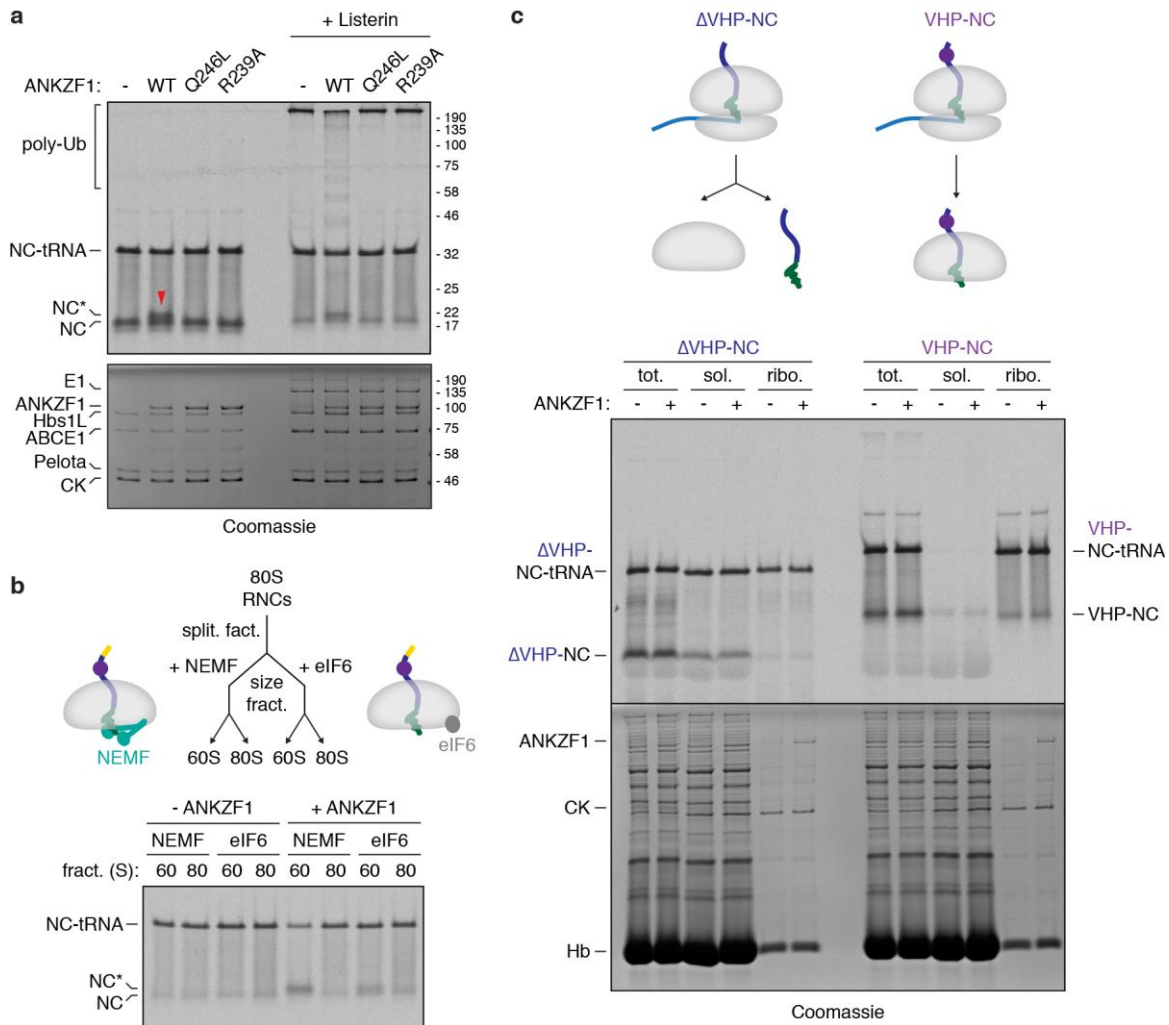 a
+ Listerin
ANKZF1: - WT Q246L R239A - WT Q246L R239A
poly-Ub
- 190
- 135
- 100
- 75
- 58
- 46
NC-tRNA
- 32
- 25
NC*
- 22
NC
- 17
E1
- 190
- 135
ANKZF1
- 100
Hbs1L
ABCE1
- 75
- 58
Pelota
CK
- 46
Coomassie
b
80S
RNCs
split. fact.
+ NEMF + eIF6
size
fract.
NEMF
eIF6
60S 80S 60S 80S
- ANKZF1 + ANKZF1
NEMF eIF6 NEMF eIF6
fract. (S): 60 80 60 80 60 80 60 80
NC-tRNA
NC*
NC
c
ΔVHP-NC VHP-NC
ΔVHP-NC VHP-NC
tot. sol. ribo. tot. sol. ribo.
ANKZF1: - + - + - + - + - + - +
ΔVHP-
NC-tRNA
VHP-
NC-tRNA
VHP-NC
ΔVHP-NC
ANKZF1
CK
Hb
Coomassie